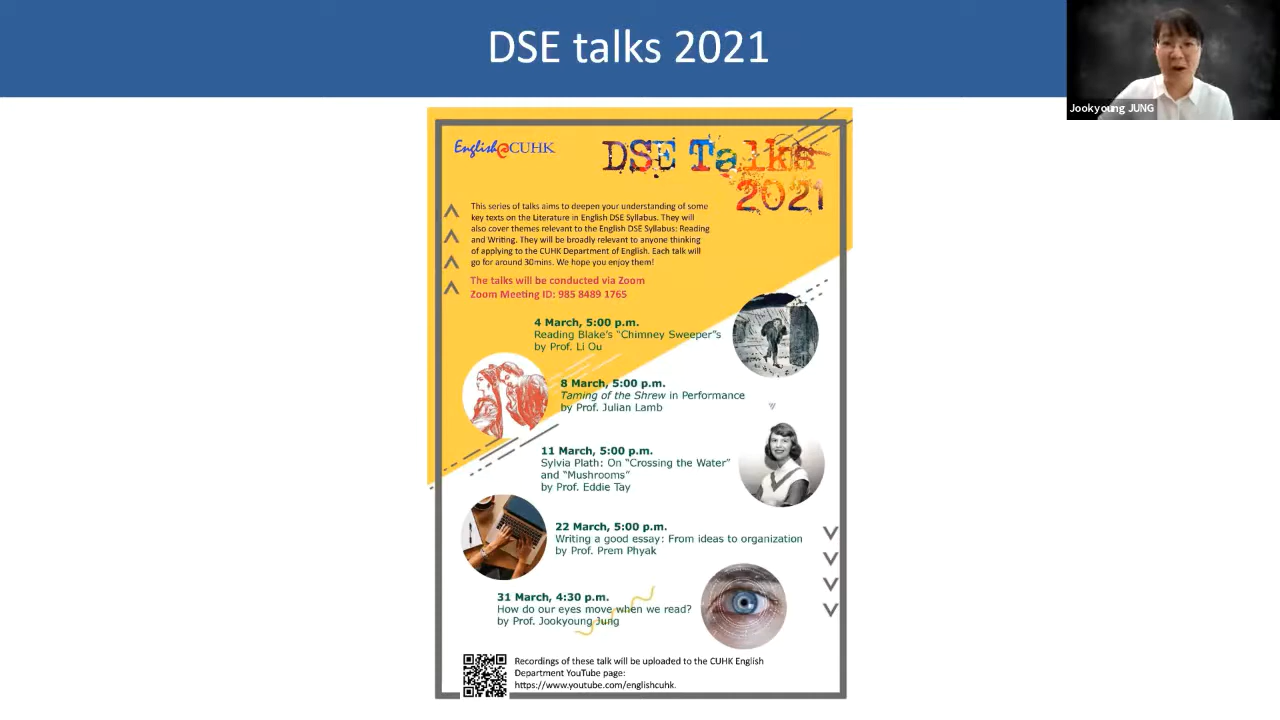 DSE talks 2021
Jookyoung JUNG
English@CUHK
DSE Talks
2021
This series of talks aims to deepen your understanding of some
key texts on the Literature in English DSE Syllabus. They will
also cover themes relevant to the English DSE Syllabus: Reading
and Writing. They will be broadly relevant to anyone thinking
of applying to the CUHK Department of English. Each talk will
go for around 30mins. We hope you enjoy them!
The talks will be conducted via Zoom
Zoom Meeting ID: 985 8489 1765
4 March, 5:00 p.m.
Reading Blake's "Chimney Sweeper"s
by Prof. Li Ou
8 March, 5:00 p.m.
Taming of the Shrew in Performance
by Prof. Julian Lamb
11 March, 5:00 p.m.
Sylvia Plath: On "Crossing the Water"
and "Mushrooms"
by Prof. Eddie Tay
22 March, 5:00 p.m.
Writing a good essay: From ideas to organization
by Prof. Prem Phyak
31 March, 4:30 p.m.
How do our eyes move when we read?
by Prof. Jookyoung Jung
Recordings of these talk will be uploaded to the CUHK English
Department YouTube page:
https://www.youtube.com/englishcuhk.